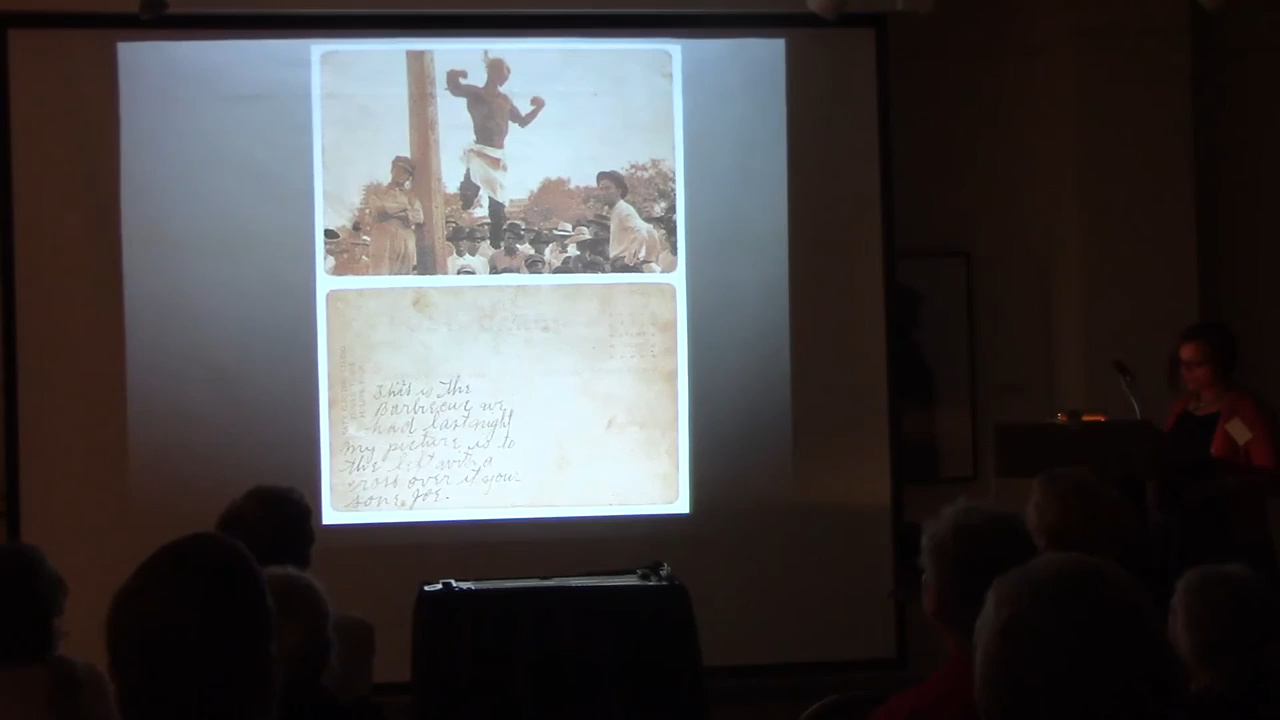 This is the
Barbecue we
had last night
my picture is to
the left with a
cross over it your
sone, Joe.